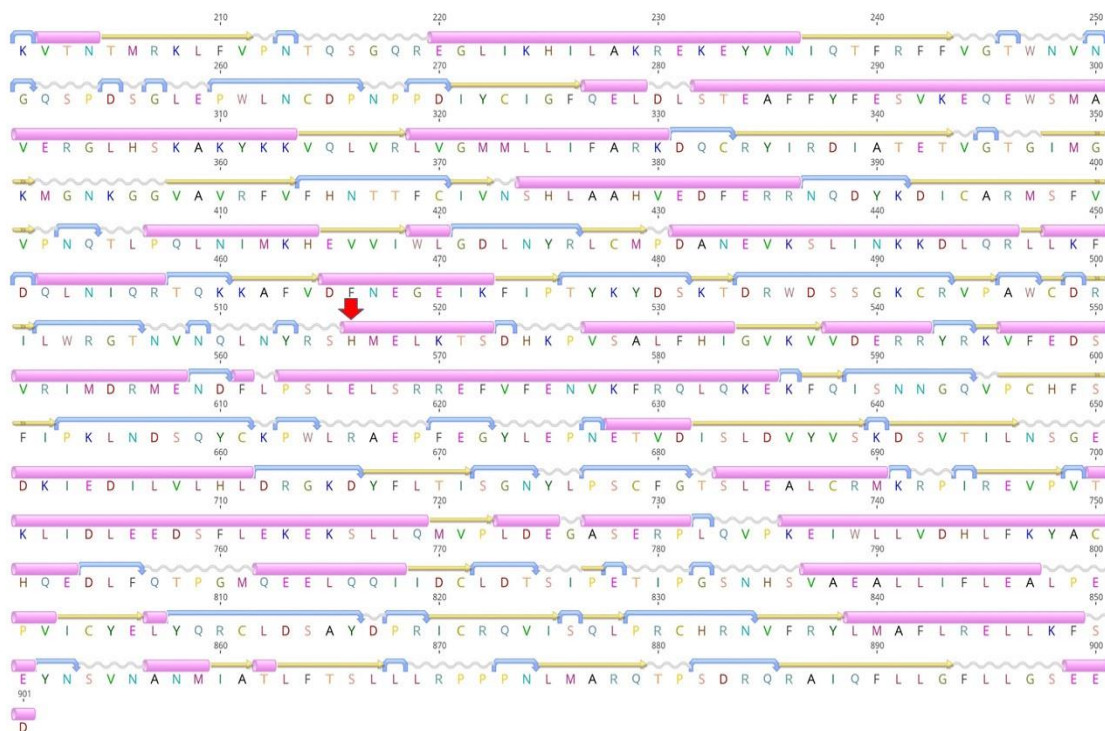 210 220 230 240 250
K V T N T M R K L F V P N T Q S G Q R E G L I K H I L A K R E K E Y V N I Q T F R F F V G T W N V N
260 270 280 290 300
G Q S P D S G L E P W L N C D P N P P D I Y C I G F Q E L D L S T E A F F Y F E S V K E Q E W S M A
310 320 330 340 350
V E R G L H S K A K Y K K V Q L V R L V G M M L L I F A R K D Q C R Y I R D I A T E T V G T G I M G
360 370 380 390 400
K M G N K G G V A V R F V F H N T T F C I V N S H L A A H V E D F E R R N Q D Y K D I C A R M S F V
410 420 430 440 450
V P N Q T L P Q L N I M K H E V V I W L G D L N Y R L C M P D A N E V K S L I N K K D L Q R L L K F
460 470 480 490 500
D Q L N I Q R T Q K K A F V D F N E G E I K F I P T Y K Y D S K T D R W D S S G K C R V P A W C D R
510 520 530 540 550
I L W R G T N V N Q L N Y R S H M E L K T S D H K P V S A L F H I G V K V V D E R R Y R K V F E D S
560 570 580 590 600
V R I M D R M E N D F L P S L E L S R R E F V F E N V K F R Q L Q K E K F Q I S N N G Q V P C H F S
610 620 630 640 650
F I P K L N D S Q Y C K P W L R A E P F E G Y L E P N E T V D I S L D V Y V S K D S V T I L N S G E
660 670 680 690 700
D K I E D I L V L H L D R G K D Y F L T I S G N Y L P S C F G T S L E A L C R M K R P I R E V P V T
710 720 730 740 750
K L I D L E E D S F L E K E K S L L Q M V P L D E G A S E R P L Q V P K E I W L L V D H L F K Y A C
760 770 780 790 800
H Q E D L F Q T P G M Q E E L Q Q I I D C L D T S I P E T I P G S N H S V A E A L L I F L E A L P E
810 820 830 840 850
P V I C Y E L Y Q R C L D S A Y D P R I C R Q V I S Q L P R C H R N V F R Y L M A F L R E L L K F S
860 870 880 890 900
E Y N S V N A N M I A T L F T S L L L R P P P N L M A R Q T P S D R Q R A I Q F L L G F L L G S E E
901
D